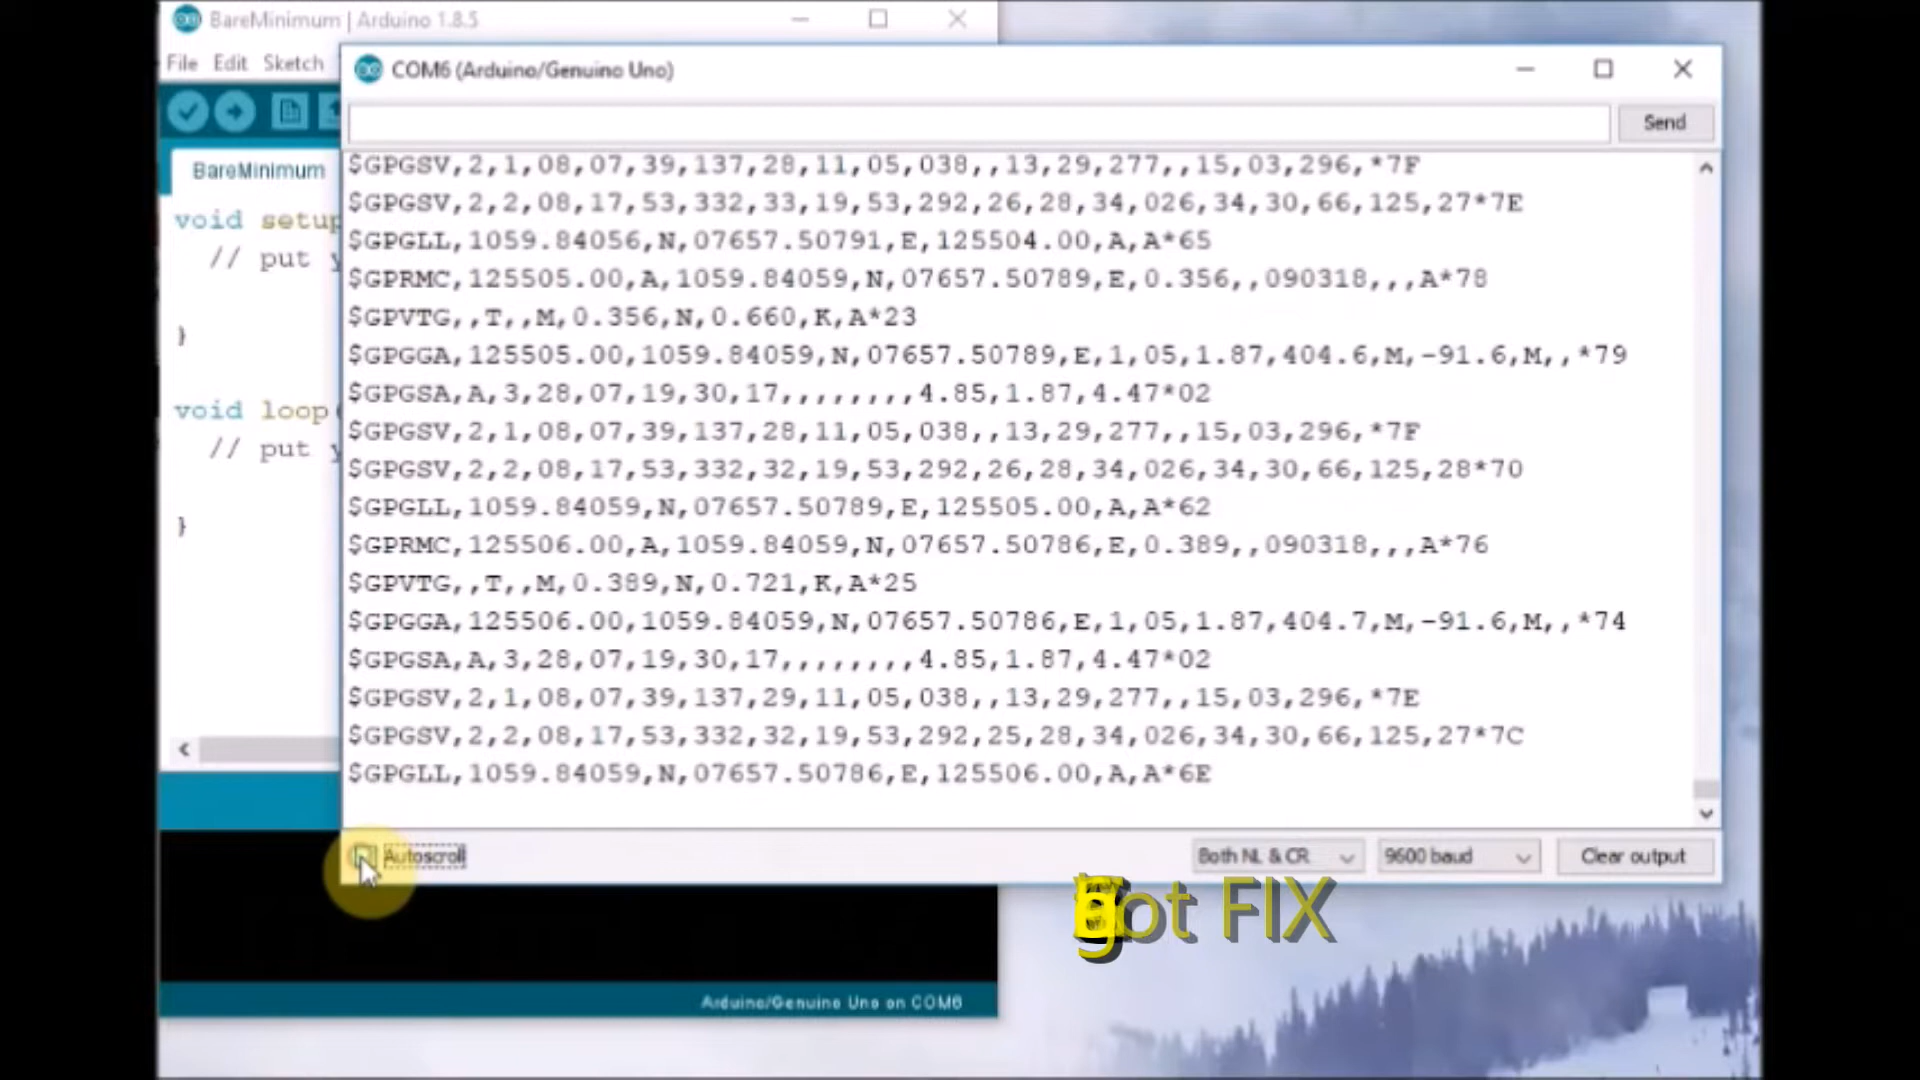 BareMinimum | Arduino 1.8.5
File Edit Sketch
COM6 (Arduino/Genuino Uno)
Send
BareMinimum
void setup
// put y
}
void loop(
// put y
}
$GPGSV,2,1,08,07,39,137,28,11,05,038,,13,29,277,,15,03,296,*7F
$GPGSV,2,2,08,17,53,332,33,19,53,292,26,28,34,026,34,30,66,125,27*7E
$GPGLL,1059.84056,N,07657.50791,E,125504.00,A,A*65
$GPRMC,125505.00,A,1059.84059,N,07657.50789,E,0.356,,090318,,,A*78
$GPVTG,,T,,M,0.356,N,0.660,K,A*23
$GPGGA,125505.00,1059.84059,N,07657.50789,E,1,05,1.87,404.6,M,-91.6,M,,*79
$GPGSA,A,3,28,07,19,30,17,,,,,,,,4.85,1.87,4.47*02
$GPGSV,2,1,08,07,39,137,28,11,05,038,,13,29,277,,15,03,296,*7F
$GPGSV,2,2,08,17,53,332,32,19,53,292,26,28,34,026,34,30,66,125,28*70
$GPGLL,1059.84059,N,07657.50789,E,125505.00,A,A*62
$GPRMC,125506.00,A,1059.84059,N,07657.50786,E,0.389,,090318,,,A*76
$GPVTG,,T,,M,0.389,N,0.721,K,A*25
$GPGGA,125506.00,1059.84059,N,07657.50786,E,1,05,1.87,404.7,M,-91.6,M,,*74
$GPGSA,A,3,28,07,19,30,17,,,,,,,,4.85,1.87,4.47*02
$GPGSV,2,1,08,07,39,137,29,11,05,038,,13,29,277,,15,03,296,*7E
$GPGSV,2,2,08,17,53,332,32,19,53,292,25,28,34,026,34,30,66,125,27*7C
$GPGLL,1059.84059,N,07657.50786,E,125506.00,A,A*6E
Autoscroll
Both NL & CR
9600 baud
Clear output
FIX
Arduino/Genuino Uno on COM6